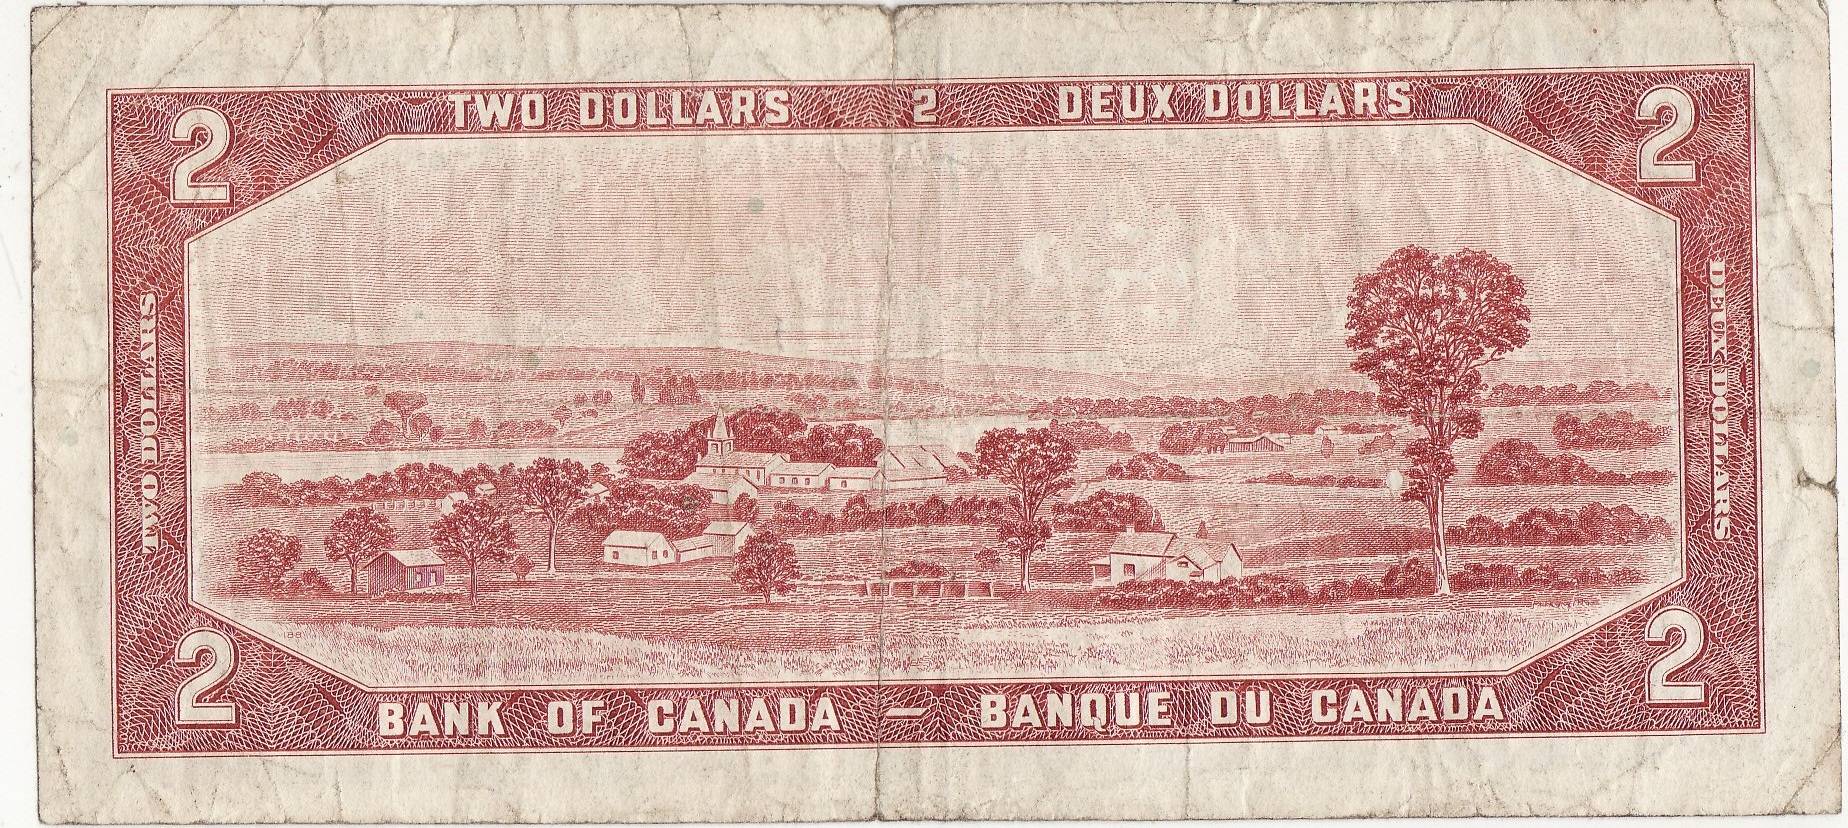 TWO DOLLARS 2 DEUX DOLLARS
2
2
TWO DOLLARS
DEUX DOLLARS
188
2
2
BANK OF CANADA — BANQUE DU CANADA